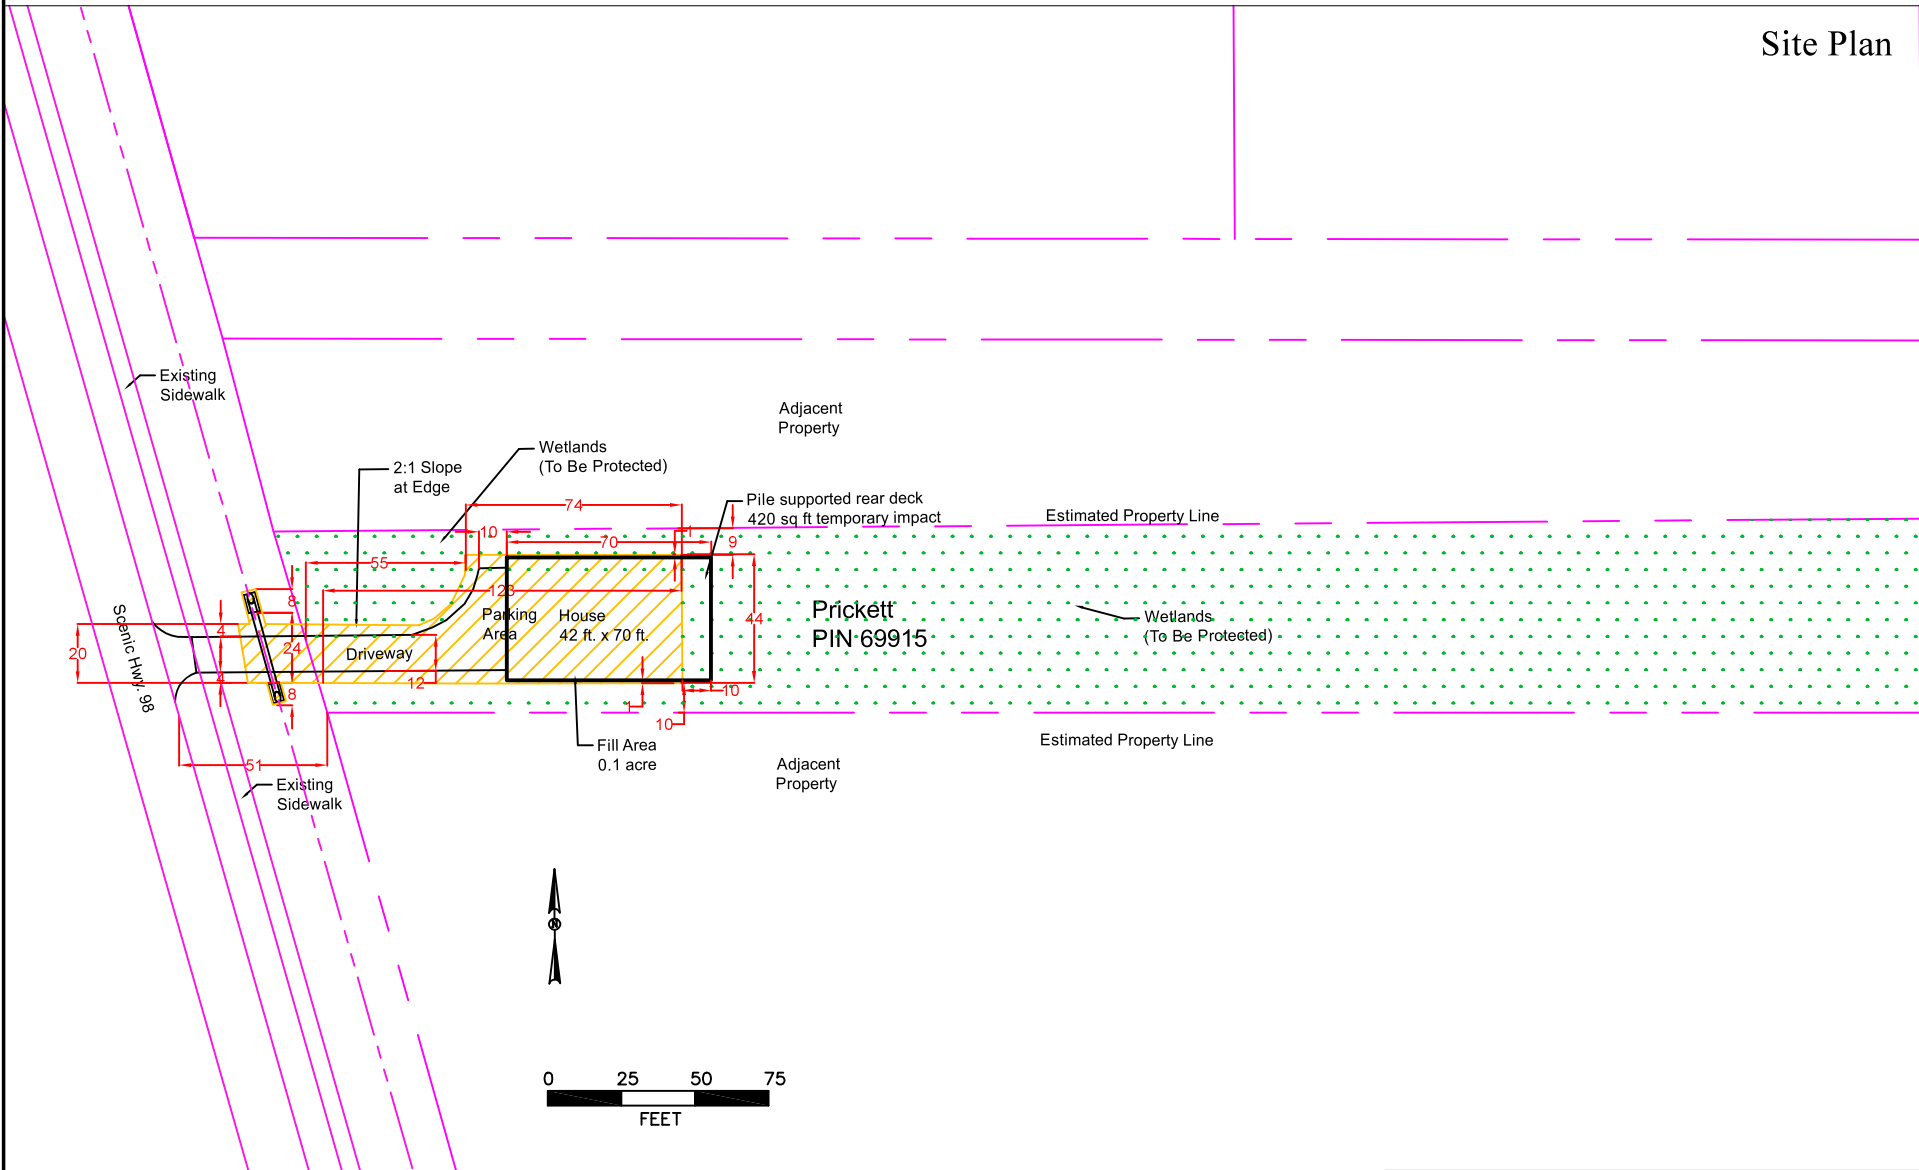 Site Plan
Existing
Sidewalk
Adjacent
Property
Wetlands
(To Be Protected)
2:1 Slope
at Edge
Pile supported rear deck
420 sq ft temporary impact
Estimated Property Line
74
10
1
70
9
55
123
8
Parking
Area
House
42 ft. x 70 ft.
44
Prickett
PIN 69915
Wetlands
(To Be Protected)
4
24
20
Driveway
Scenic Hwy. 98
4
12
8
10
1
10
Fill Area
0.1 acre
Estimated Property Line
51
Adjacent
Property
Existing
Sidewalk
N
0 25 50 75
FEET